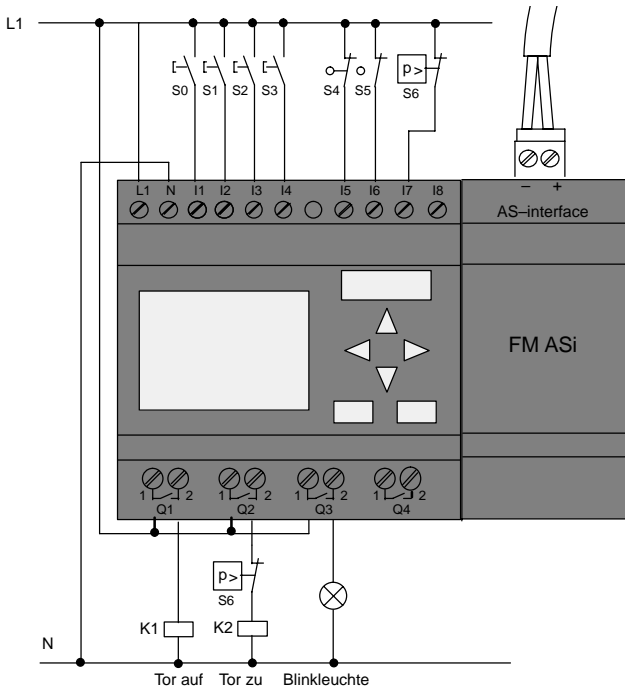 L1
p>
S0 S1 S2 S3 S4 S5 S6
L1 N I1 I2 I3 I4 I5 I6 I7 I8
– +
AS–interface
FM ASi
1 2 1 2 1 2 1 2
Q1 Q2 Q3 Q4
p>
S6
K1 K2
N
Tor auf Tor zu Blinkleuchte